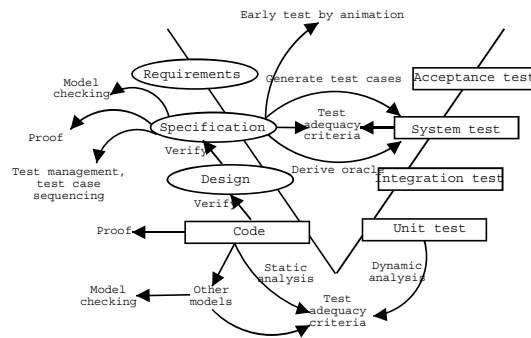 Early test by animation
Requirements
Generate test cases
Acceptance test
Model
checking
Test
adequacy
criteria
Specification
System test
Proof
Verify
Derive oracle
Test management,
test case
sequencing
Design
Integration test
Verify
Proof
Code
Unit test
Static
analysis
Dynamic
analysis
Model
checking
Other
models
Test
adequacy
criteria